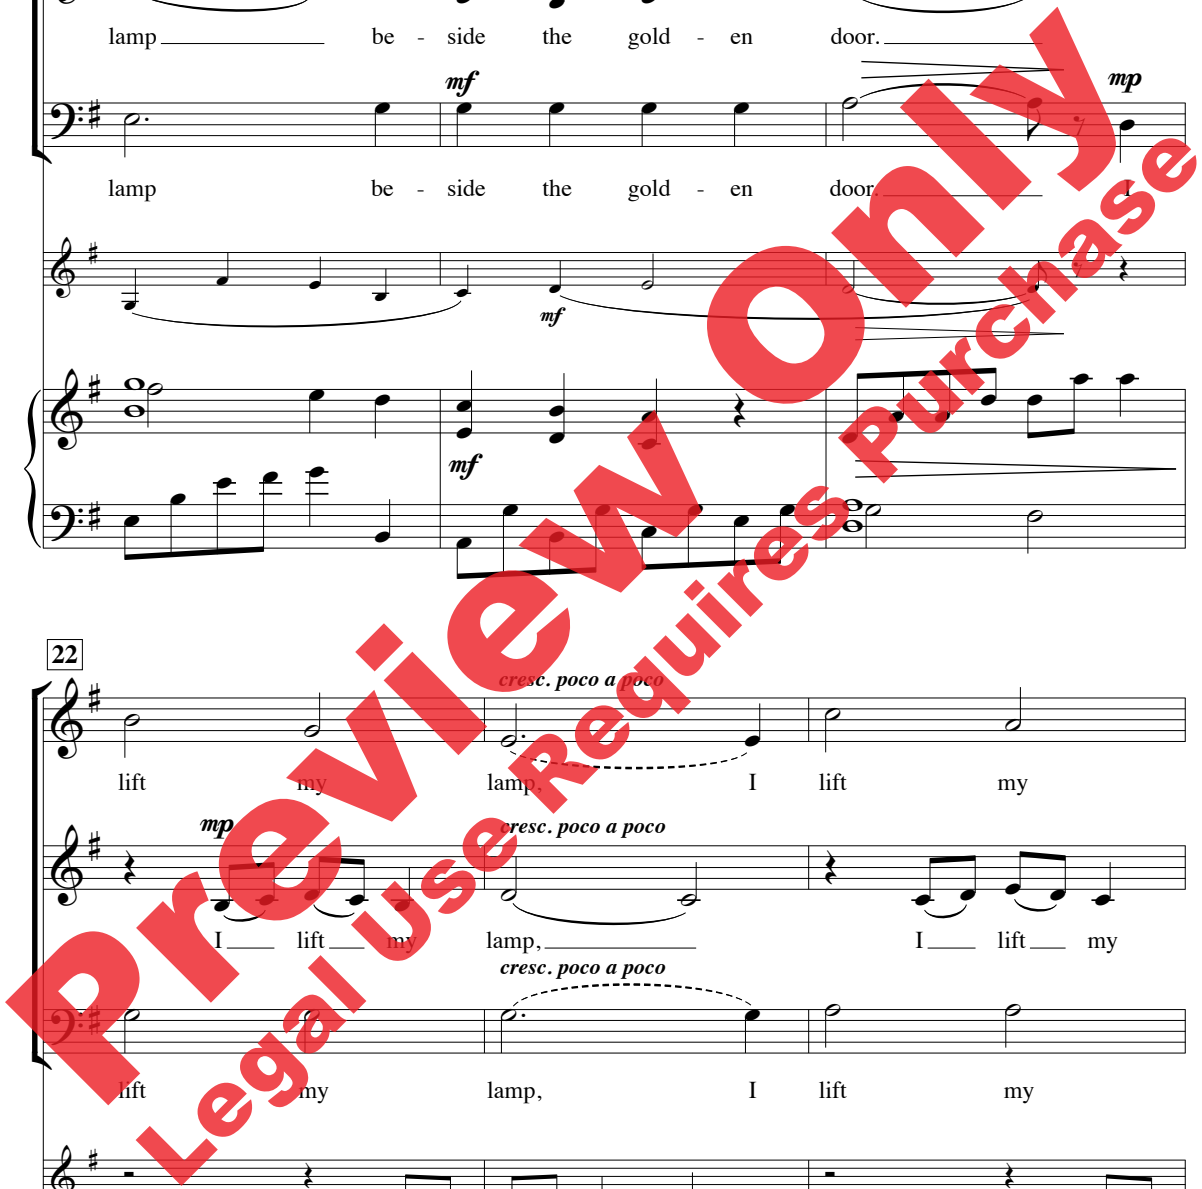 lamp be - side the gold - en door.
mf
mp
lamp be - side the gold - en door. I
mf
mf
22
cresc. poco a poco
lift my lamp, I lift my
mp
cresc. poco a poco
I lift my lamp, I lift my
cresc. poco a poco
lift my lamp, I lift my
Preview Only
Legal Use Requires Purchase